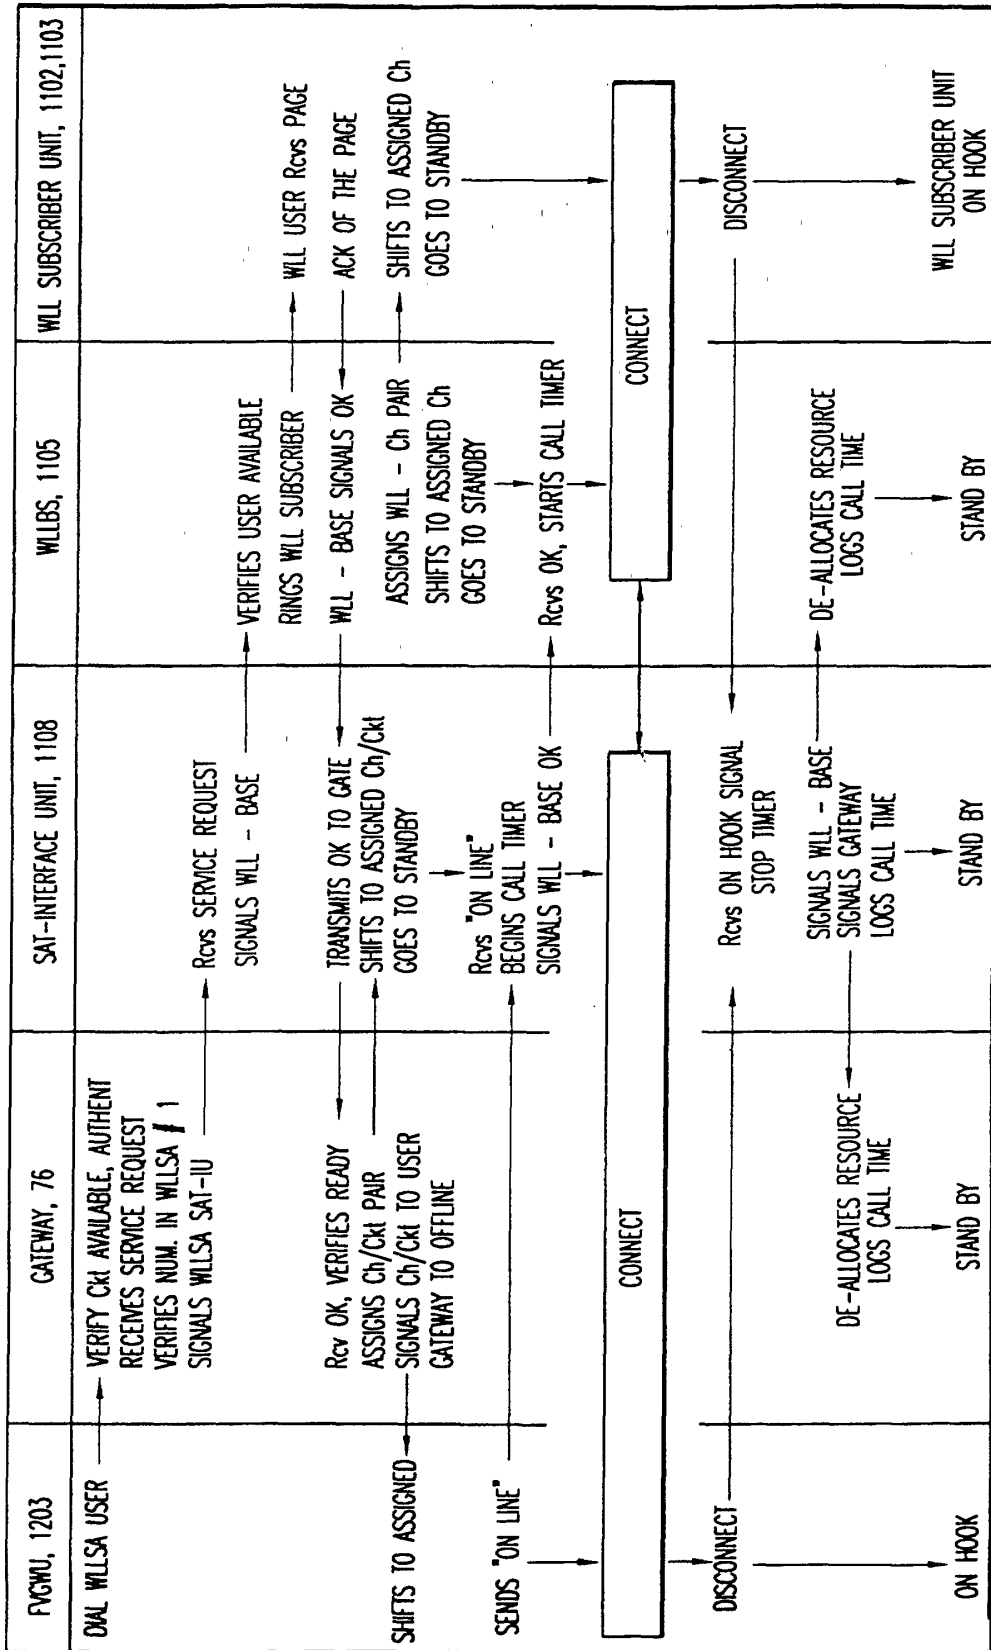 FVGWU, 1203
GATEWAY, 76
SAT-INTERFACE UNIT, 1108
WLLBS, 1105
WLL SUBSCRIBER UNIT, 1102,1103
DIAL WLLSA USER
VERIFY Ckt AVAILABLE, AUTHENT
RECEIVES SERVICE REQUEST
VERIFIES NUM. IN WLLSA # 1
SIGNALS WLLSA SAT-IU
Rcvs SERVICE REQUEST
SIGNALS WLL - BASE
VERIFIES USER AVAILABLE
RINGS WLL SUBSCRIBER
WLL USER Rcvs PAGE
ACK OF THE PAGE
WLL - BASE SIGNALS OK
TRANSMITS OK TO GATE
Rcv OK, VERIFIES READY
ASSIGNS Ch/Ckt PAIR
SIGNALS Ch/Ckt TO USER
GATEWAY TO OFFLINE
SHIFTS TO ASSIGNED
SHIFTS TO ASSIGNED Ch/Ckt
GOES TO STANDBY
ASSIGNS WLL - Ch PAIR
SHIFTS TO ASSIGNED Ch
GOES TO STANDBY
SHIFTS TO ASSIGNED Ch
GOES TO STANDBY
SENDS "ON LINE"
Rcvs "ON LINE"
BEGINS CALL TIMER
SIGNALS WLL - BASE OK
Rcvs OK, STARTS CALL TIMER
CONNECT
CONNECT
DISCONNECT
Rcvs ON HOOK SIGNAL
STOP TIMER
DISCONNECT
SIGNALS WLL - BASE
SIGNALS GATEWAY
LOGS CALL TIME
DE-ALLOCATES RESOURCE
LOGS CALL TIME
DE-ALLOCATES RESOURCE
LOGS CALL TIME
ON HOOK
STAND BY
STAND BY
STAND BY
WLL SUBSCRIBER UNIT
ON HOOK